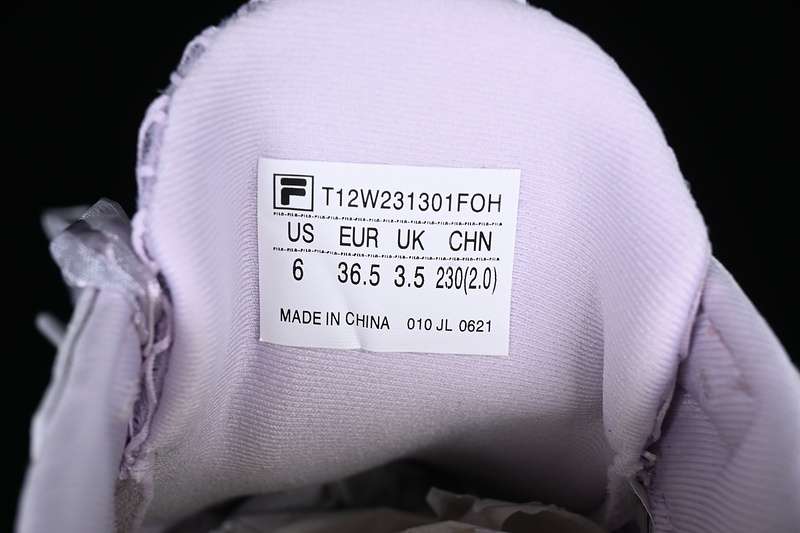 T12W231301FOH
US EUR UK CHN
6 36.5 3.5 230(2.0)
MADE IN CHINA 010 JL 0621